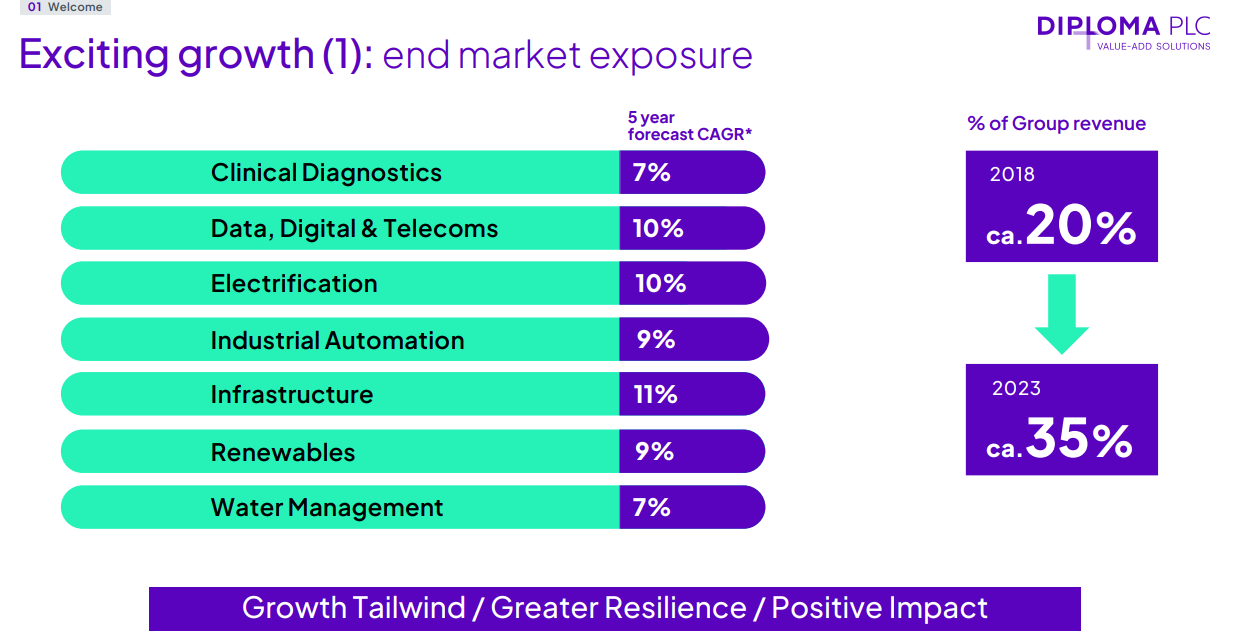 01 Welcome
DIPLOMA PLC
VALUE-ADD SOLUTIONS
Exciting growth (1): end market exposure
5 year
forecast CAGR*
% of Group revenue
Clinical Diagnostics 7%
Data, Digital & Telecoms 10%
Electrification 10%
Industrial Automation 9%
Infrastructure 11%
Renewables 9%
Water Management 7%
2018
ca.20%
2023
ca.35%
Growth Tailwind / Greater Resilience / Positive Impact